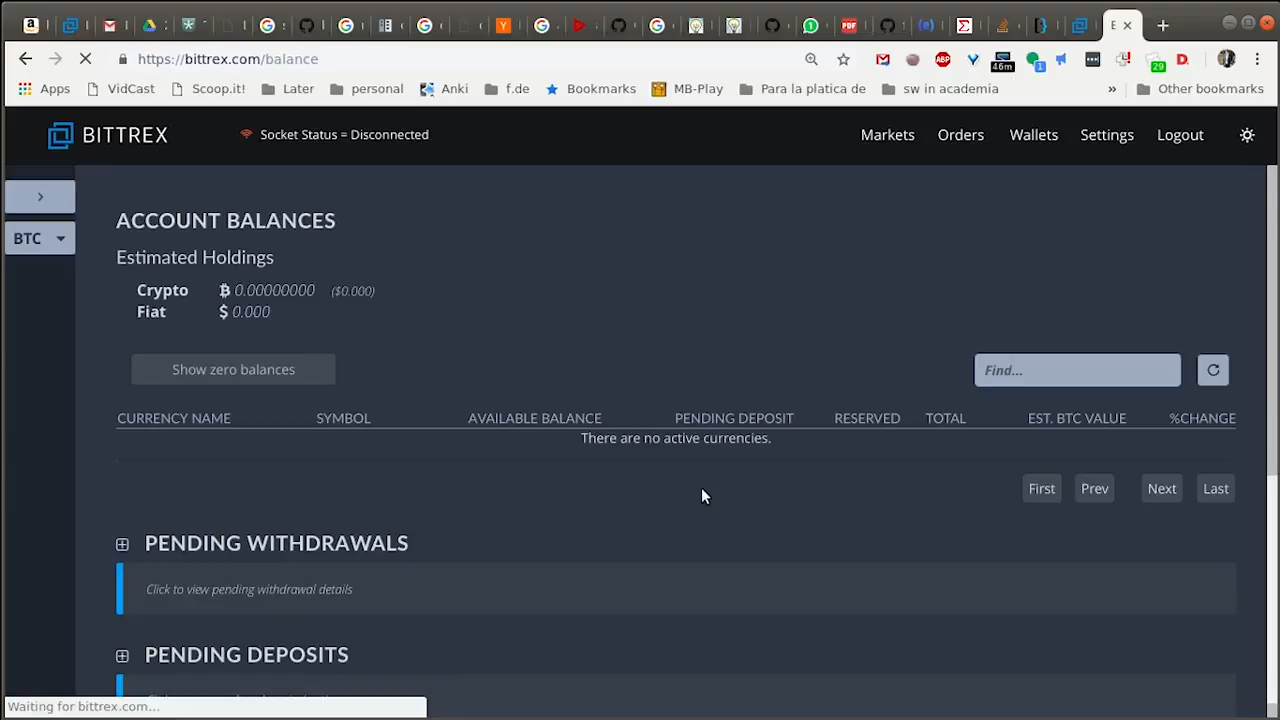 E
https://bittrex.com/balance
46m
1
29
Apps VidCast Scoop.it! Later personal Anki f.de Bookmarks MB-Play Para la platica de sw in academia » Other bookmarks
BITTREX Socket Status = Disconnected Markets Orders Wallets Settings Logout
BTC
ACCOUNT BALANCES
Estimated Holdings
Crypto ₿ 0.00000000 ($0.000)
Fiat $ 0.000
Show zero balances Find...
CURRENCY NAME SYMBOL AVAILABLE BALANCE PENDING DEPOSIT RESERVED TOTAL EST. BTC VALUE %CHANGE
There are no active currencies.
First Prev Next Last
PENDING WITHDRAWALS
Click to view pending withdrawal details
PENDING DEPOSITS
Waiting for bittrex.com...